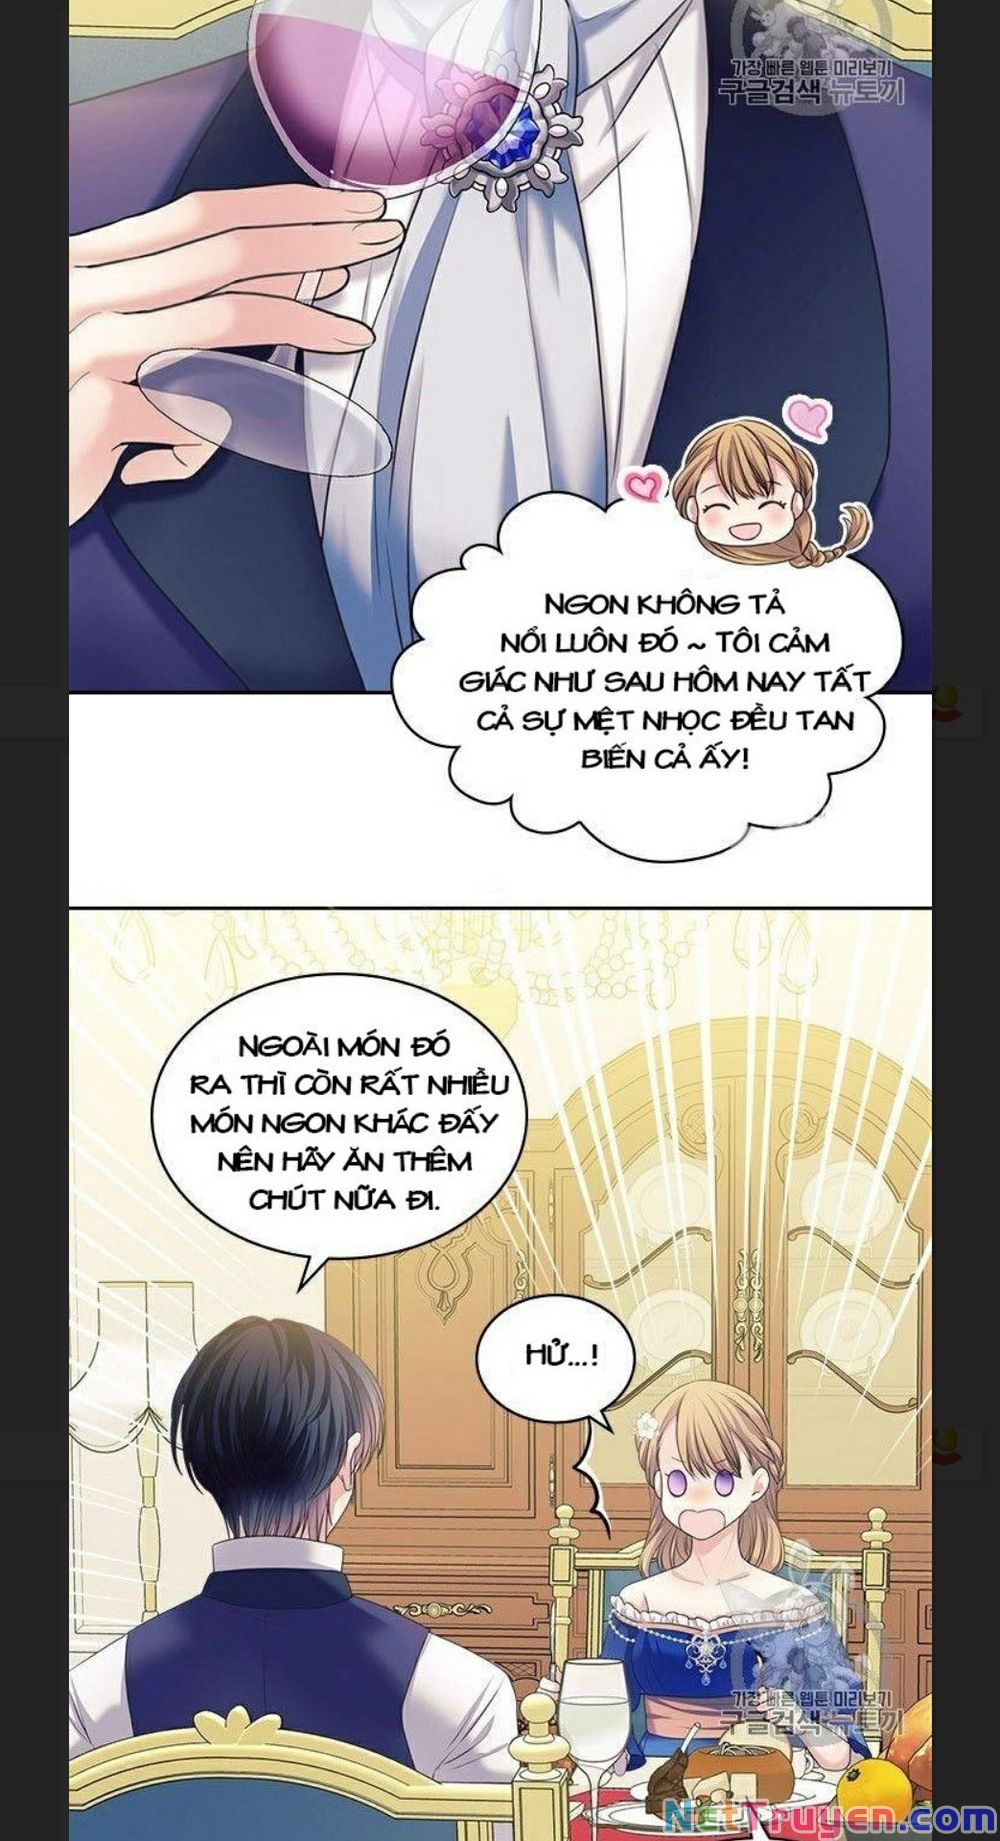 가장 빠른 웹툰 미리보기
구글검색 뉴토끼
NGON KHÔNG TẢ
NỔI LUÔN ĐÓ ~ TÔI CẢM
GIÁC NHƯ SAU HÔM NAY TẤT
CẢ SỰ MỆT NHỌC ĐỀU TAN
BIẾN CẢ ẤY!
NGOÀI MÓN ĐÓ
RA THÌ CÒN RẤT NHIỀU
MÓN NGON KHÁC ĐẤY
NÊN HÃY ĂN THÊM
CHÚT NỮA ĐI.
HỬ...!
가장 빠른 웹툰 미리보기
구글검색 뉴토끼
NetTruyen.com